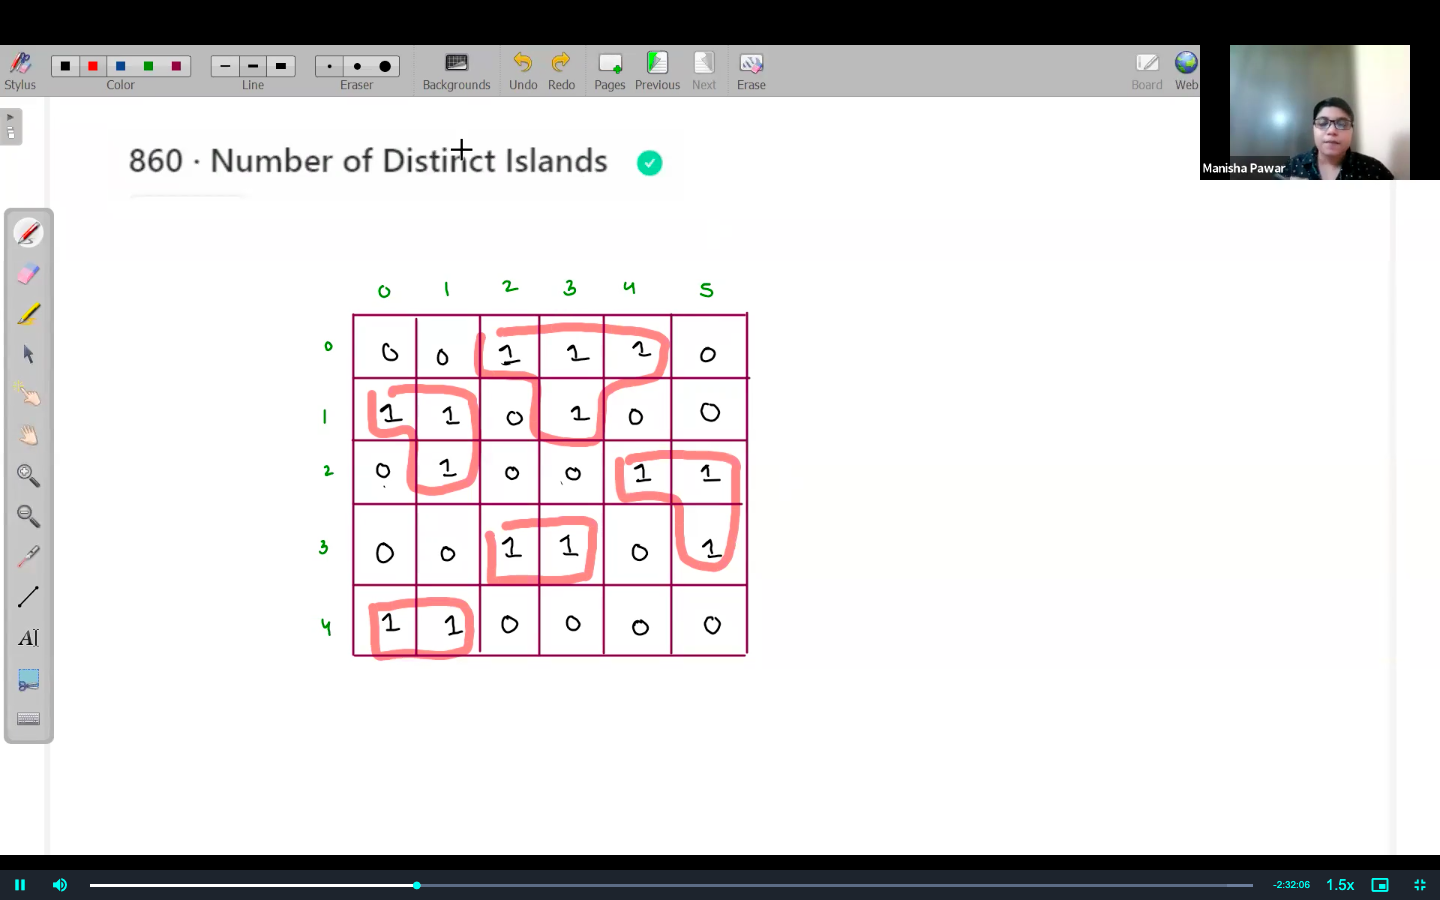 Stylus Color Line Eraser Backgrounds Undo Redo Pages Previous Next Erase Board Web
Manisha Pawar
860 · Number of Distinct Islands
0 1 2 3 4 5
0 0 0 1 1 1 0
1 1 1 0 1 0 0
2 0 1 0 0 1 1
3 0 0 1 1 0 1
4 1 1 0 0 0 0
A
-2:32:06 1.5x